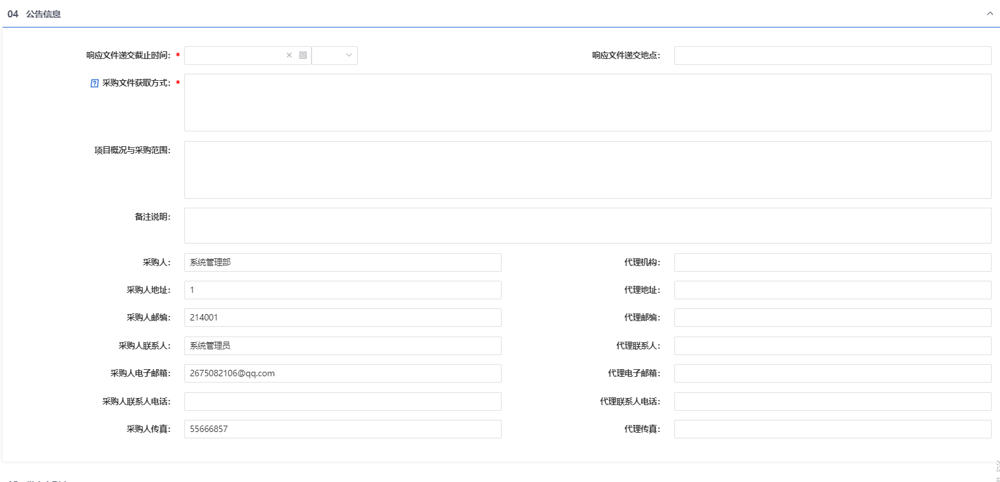 04 公告信息
响应文件递交截止时间: * 响应文件递交地点:
采购文件获取方式: *
项目概况与采购范围:
备注说明:
采购人: 系统管理部 代理机构:
采购人地址: 1 代理地址:
采购人邮编: 214001 代理邮编:
采购人联系人: 系统管理员 代理联系人:
采购人电子邮箱: 2675082106@qq.com 代理电子邮箱:
采购人联系人电话: 代理联系人电话:
采购人传真: 55666857 代理传真: